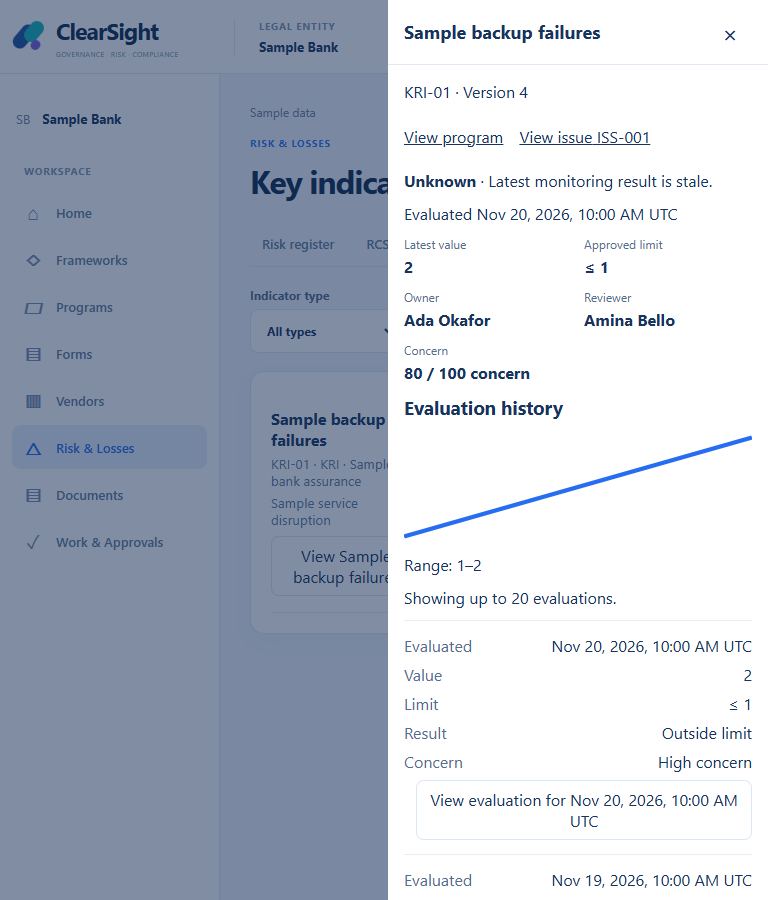 ClearSight
GOVERNANCE · RISK · COMPLIANCE
LEGAL ENTITY
Sample Bank
SB Sample Bank
WORKSPACE
Home
Frameworks
Programs
Forms
Vendors
Risk & Losses
Documents
Work & Approvals
Sample data
RISK & LOSSES
Key indica
Risk register RCS
Indicator type
All types
Sample backup
failures
KRI-01 · KRI · Sample
bank assurance
Sample service
disruption
View Sample
backup failure
Sample backup failures
×
KRI-01 · Version 4
View program View issue ISS-001
Unknown · Latest monitoring result is stale.
Evaluated Nov 20, 2026, 10:00 AM UTC
Latest value Approved limit
2 ≤ 1
Owner Reviewer
Ada Okafor Amina Bello
Concern
80 / 100 concern
Evaluation history
Range: 1–2
Showing up to 20 evaluations.
Evaluated Nov 20, 2026, 10:00 AM UTC
Value 2
Limit ≤ 1
Result Outside limit
Concern High concern
View evaluation for Nov 20, 2026, 10:00 AM
UTC
Evaluated Nov 19, 2026, 10:00 AM UTC